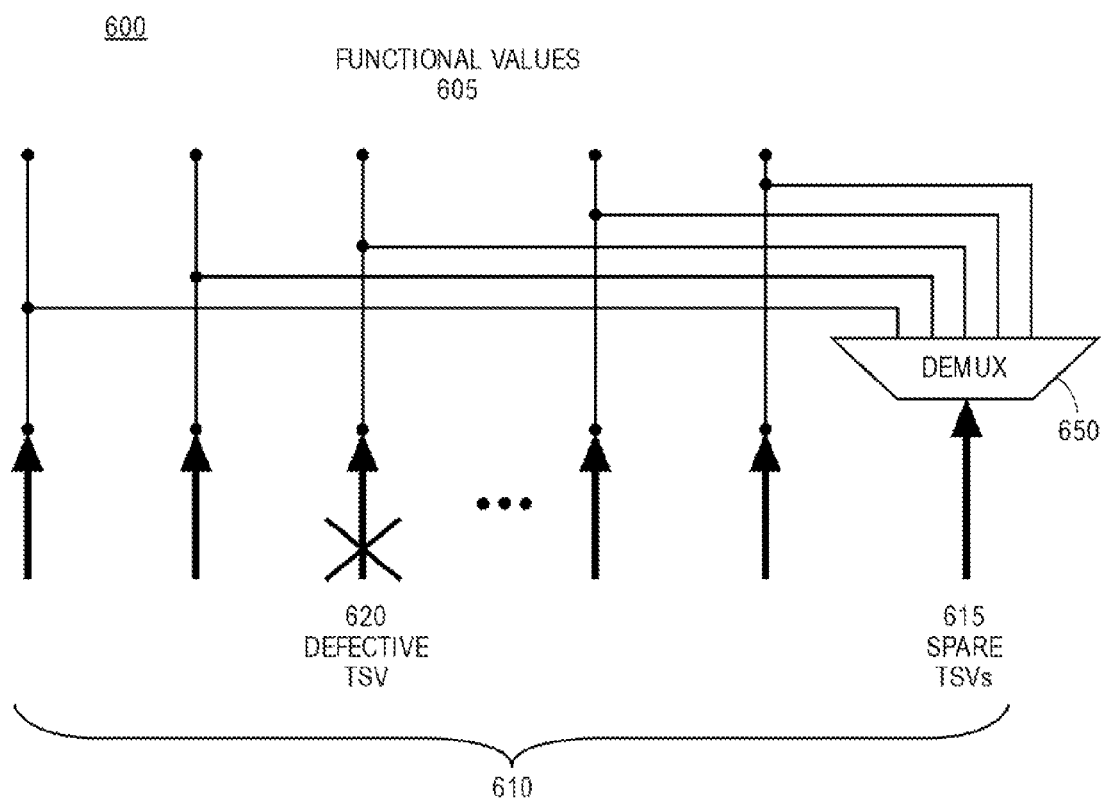 600
FUNCTIONAL VALUES
605
DEMUX
650
620
DEFECTIVE
TSV
615
SPARE
TSVs
610